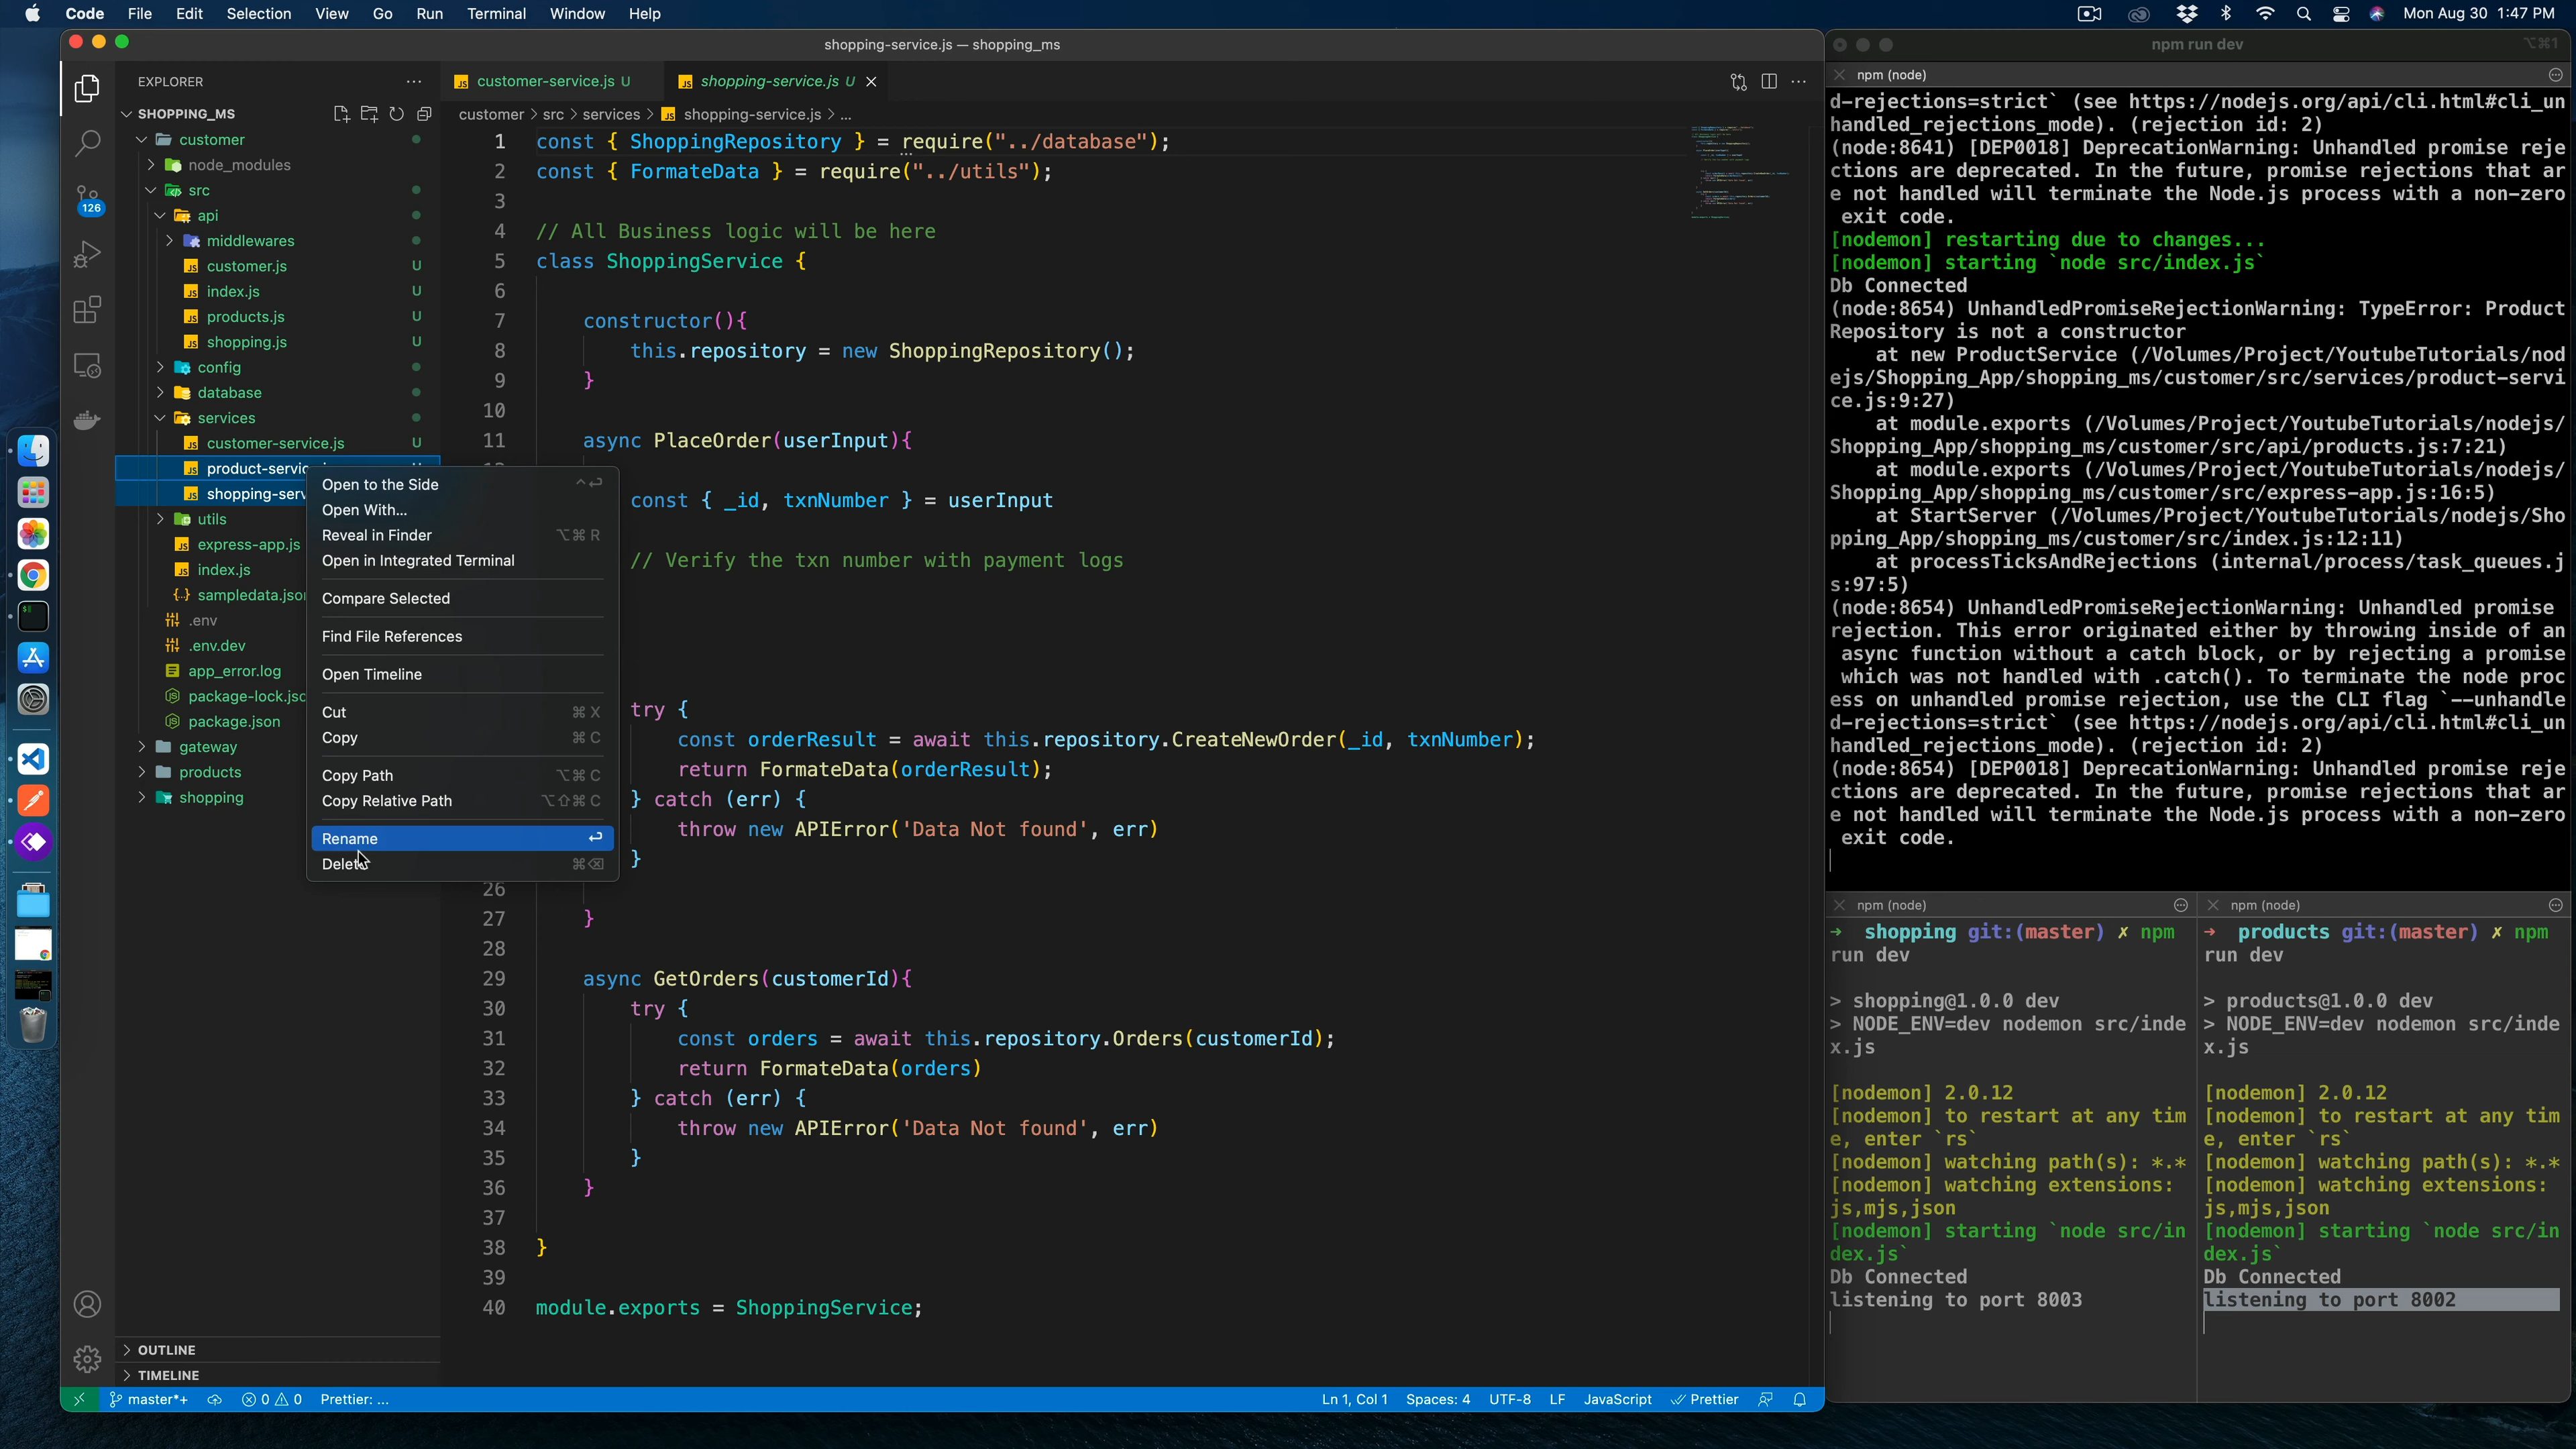 Code File Edit Selection View Go Run Terminal Window Help
Mon Aug 30 1:47 PM
shopping-service.js — shopping_ms
EXPLORER
SHOPPING_MS
customer
node_modules
src
api
middlewares
customer.js U
index.js U
products.js U
shopping.js U
config
database
services
customer-service.js U
product-servic
shopping-serv
utils
express-app.js
index.js
sampledata.json
.env
.env.dev
app_error.log
package-lock.jsc
package.json
gateway
products
shopping
OUTLINE
TIMELINE
126
customer-service.js U
shopping-service.js U
customer > src > services > shopping-service.js > ...
1 const { ShoppingRepository } = require("../database");
2 const { FormateData } = require("../utils");
3
4 // All Business logic will be here
5 class ShoppingService {
6
7 constructor(){
8 this.repository = new ShoppingRepository();
9 }
10
11 async PlaceOrder(userInput){
const { _id, txnNumber } = userInput
// Verify the txn number with payment logs
try {
const orderResult = await this.repository.CreateNewOrder(_id, txnNumber);
return FormateData(orderResult);
} catch (err) {
throw new APIError('Data Not found', err)
}
26
27 }
28
29 async GetOrders(customerId){
30 try {
31 const orders = await this.repository.Orders(customerId);
32 return FormateData(orders)
33 } catch (err) {
34 throw new APIError('Data Not found', err)
35 }
36 }
37
38 }
39
40 module.exports = ShoppingService;
Open to the Side
Open With...
Reveal in Finder ⌥⌘ R
Open in Integrated Terminal
Compare Selected
Find File References
Open Timeline
Cut ⌘ X
Copy ⌘ C
Copy Path ⌥⌘ C
Copy Relative Path ⌥⇧⌘ C
Rename
Delete
master*+ 0 0 Prettier: ...
Ln 1, Col 1 Spaces: 4 UTF-8 LF JavaScript Prettier
npm run dev ⌥⌘1
npm (node)
d-rejections=strict` (see https://nodejs.org/api/cli.html#cli_un
handled_rejections_mode). (rejection id: 2)
(node:8641) [DEP0018] DeprecationWarning: Unhandled promise reje
ctions are deprecated. In the future, promise rejections that ar
e not handled will terminate the Node.js process with a non-zero
exit code.
[nodemon] restarting due to changes...
[nodemon] starting `node src/index.js`
Db Connected
(node:8654) UnhandledPromiseRejectionWarning: TypeError: Product
Repository is not a constructor
at new ProductService (/Volumes/Project/YoutubeTutorials/nod
ejs/Shopping_App/shopping_ms/customer/src/services/product-servi
ce.js:9:27)
at module.exports (/Volumes/Project/YoutubeTutorials/nodejs/
Shopping_App/shopping_ms/customer/src/api/products.js:7:21)
at module.exports (/Volumes/Project/YoutubeTutorials/nodejs/
Shopping_App/shopping_ms/customer/src/express-app.js:16:5)
at StartServer (/Volumes/Project/YoutubeTutorials/nodejs/Sho
pping_App/shopping_ms/customer/src/index.js:12:11)
at processTicksAndRejections (internal/process/task_queues.j
s:97:5)
(node:8654) UnhandledPromiseRejectionWarning: Unhandled promise
rejection. This error originated either by throwing inside of an
async function without a catch block, or by rejecting a promise
which was not handled with .catch(). To terminate the node proc
ess on unhandled promise rejection, use the CLI flag `--unhandle
d-rejections=strict` (see https://nodejs.org/api/cli.html#cli_un
handled_rejections_mode). (rejection id: 2)
(node:8654) [DEP0018] DeprecationWarning: Unhandled promise reje
ctions are deprecated. In the future, promise rejections that ar
e not handled will terminate the Node.js process with a non-zero
exit code.
npm (node)
→ shopping git:(master) ✗ npm
run dev
> shopping@1.0.0 dev
> NODE_ENV=dev nodemon src/inde
x.js
[nodemon] 2.0.12
[nodemon] to restart at any tim
e, enter `rs`
[nodemon] watching path(s): *.*
[nodemon] watching extensions:
js,mjs,json
[nodemon] starting `node src/in
dex.js`
Db Connected
listening to port 8003
npm (node)
→ products git:(master) ✗ npm
run dev
> products@1.0.0 dev
> NODE_ENV=dev nodemon src/inde
x.js
[nodemon] 2.0.12
[nodemon] to restart at any tim
e, enter `rs`
[nodemon] watching path(s): *.*
[nodemon] watching extensions:
js,mjs,json
[nodemon] starting `node src/in
dex.js`
Db Connected
listening to port 8002